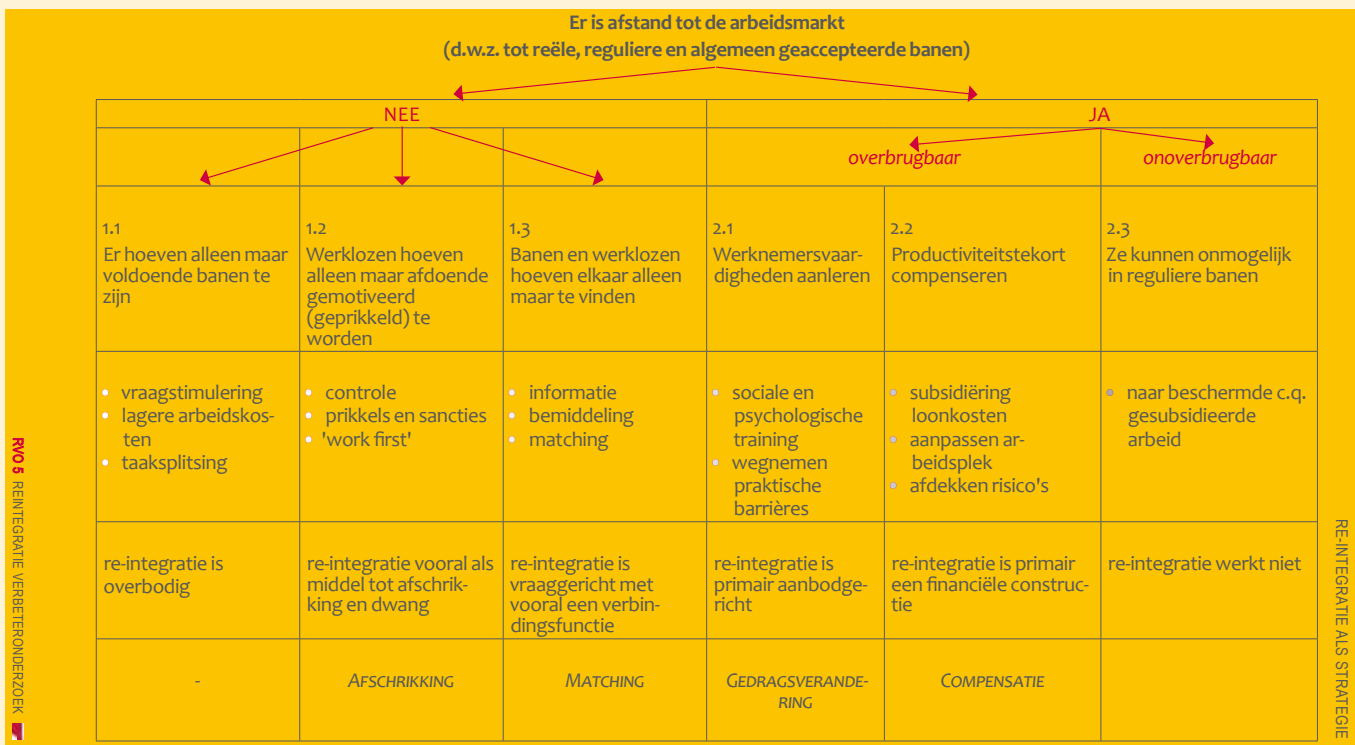 Er is afstand tot de arbeidsmarkt
(d.w.z. tot reële, reguliere en algemeen geaccepteerde banen)
NEE
JA
overbrugbaar
onoverbrugbaar
1.1
Er hoeven alleen maar
voldoende banen te
zijn
1.2
Werklozen hoeven
alleen maar afdoende
gemotiveerd
(geprikkeld) te
worden
1.3
Banen en werklozen
hoeven elkaar alleen
maar te vinden
2.1
Werknemersvaar-
digheden aanleren
2.2
Productiviteitstekort
compenseren
2.3
Ze kunnen onmogelijk
in reguliere banen
• vraagstimulering
• lagere arbeidskos-
ten
• taaksplitsing
• controle
• prikkels en sancties
• 'work first'
• informatie
• bemiddeling
• matching
• sociale en
psychologische
training
• wegnemen
praktische
barrières
• subsidiëring
loonkosten
• aanpassen ar-
beidsplek
• afdekken risico's
• naar beschermde c.q.
gesubsidieerde
arbeid
re-integratie is
overbodig
re-integratie vooral als
middel tot afschrik-
king en dwang
re-integratie is
vraaggericht met
vooral een verbin-
dingsfunctie
re-integratie is
primair aanbodge-
richt
re-integratie is primair
een financiële construc-
tie
re-integratie werkt niet
-
AFSCHRIKKING
MATCHING
GEDRAGSVERANDE-
RING
COMPENSATIE
RVO 5 REINTEGRATIE VERBETERONDERZOEK
RE-INTEGRATIE ALS STRATEGIE